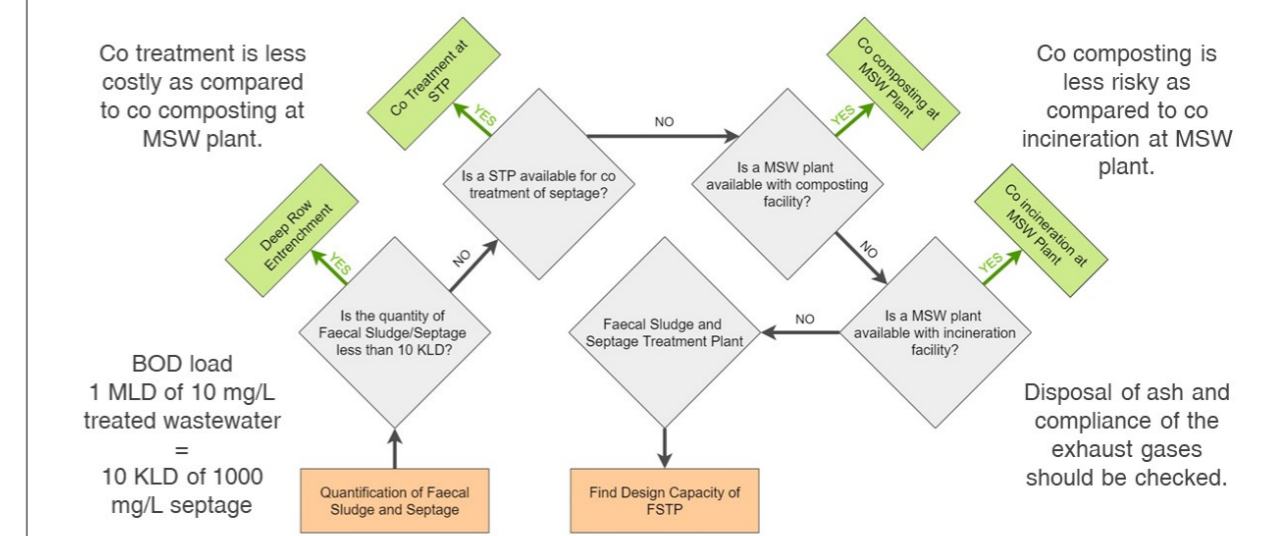 Co treatment is less
costly as compared
to co composting at
MSW plant.
Co Treatment at
STP
YES
Is a STP available for co
treatment of septage?
NO
Co composting at
MSW Plant
YES
Is a MSW plant
available with composting
facility?
Co composting is
less risky as
compared to co
incineration at MSW
plant.
Deep Row
Entrenchment
YES
NO
Is the quantity of
Faecal Sludge/Septage
less than 10 KLD?
NO
Co incineration at
MSW Plant
YES
Is a MSW plant
available with incineration
facility?
NO
Faecal Sludge and
Septage Treatment Plant
BOD load
1 MLD of 10 mg/L
treated wastewater
=
10 KLD of 1000
mg/L septage
Quantification of Faecal
Sludge and Septage
Find Design Capacity of
FSTP
Disposal of ash and
compliance of the
exhaust gases
should be checked.